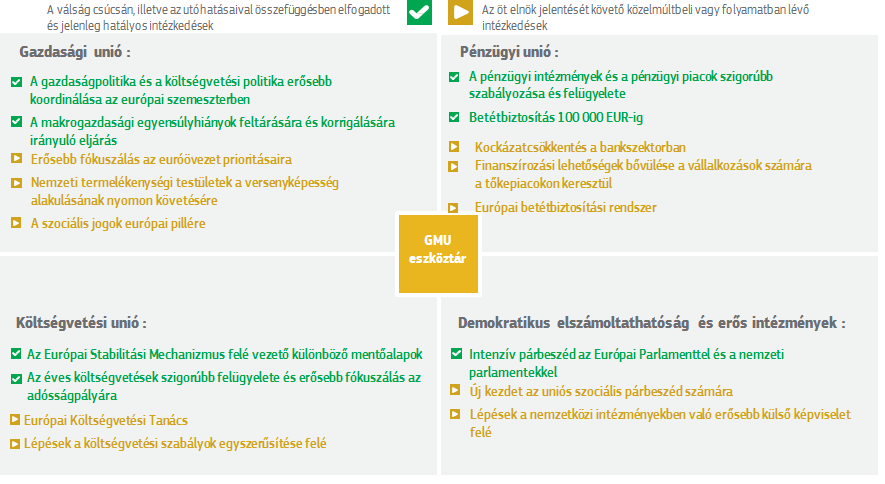 A válság csúcsán, illetve az utóhatásaival összefüggésben elfogadott
és jelenleg hatályos intézkedések
Az öt elnök jelentését követő közelmúltbeli vagy folyamatban lévő
intézkedések
Gazdasági unió :
A gazdaságpolitika és a költségvetési politika erősebb
koordinálása az európai szemeszterben
A makrogazdasági egyensúlyhiányok feltárására és korrigálására
irányuló eljárás
Erősebb fókuszálás az euróövezet prioritásaira
Nemzeti termelékenységi testületek a versenyképesség
alakulásának nyomon követésére
A szociális jogok európai pillére
Pénzügyi unió :
A pénzügyi intézmények és a pénzügyi piacok szigorúbb
szabályozása és felügyelete
Betétbiztosítás 100 000 EUR-ig
Kockázatcsökkentés a bankszektorban
Finanszírozási lehetőségek bővülése a vállalkozások számára
a tőkepiacokon keresztül
Európai betétbiztosítási rendszer
GMU
eszköztár
Költségvetési unió :
Az Európai Stabilitási Mechanizmus felé vezető különböző mentőalapok
Az éves költségvetések szigorúbb felügyelete és erősebb fókuszálás az
adósságpályára
Európai Költségvetési Tanács
Lépések a költségvetési szabályok egyszerűsítése felé
Demokratikus elszámoltathatóság és erős intézmények :
Intenzív párbeszéd az Európai Parlamenttel és a nemzeti
parlamentekkel
Új kezdet az uniós szociális párbeszéd számára
Lépések a nemzetközi intézményekben való erősebb külső képviselet
felé